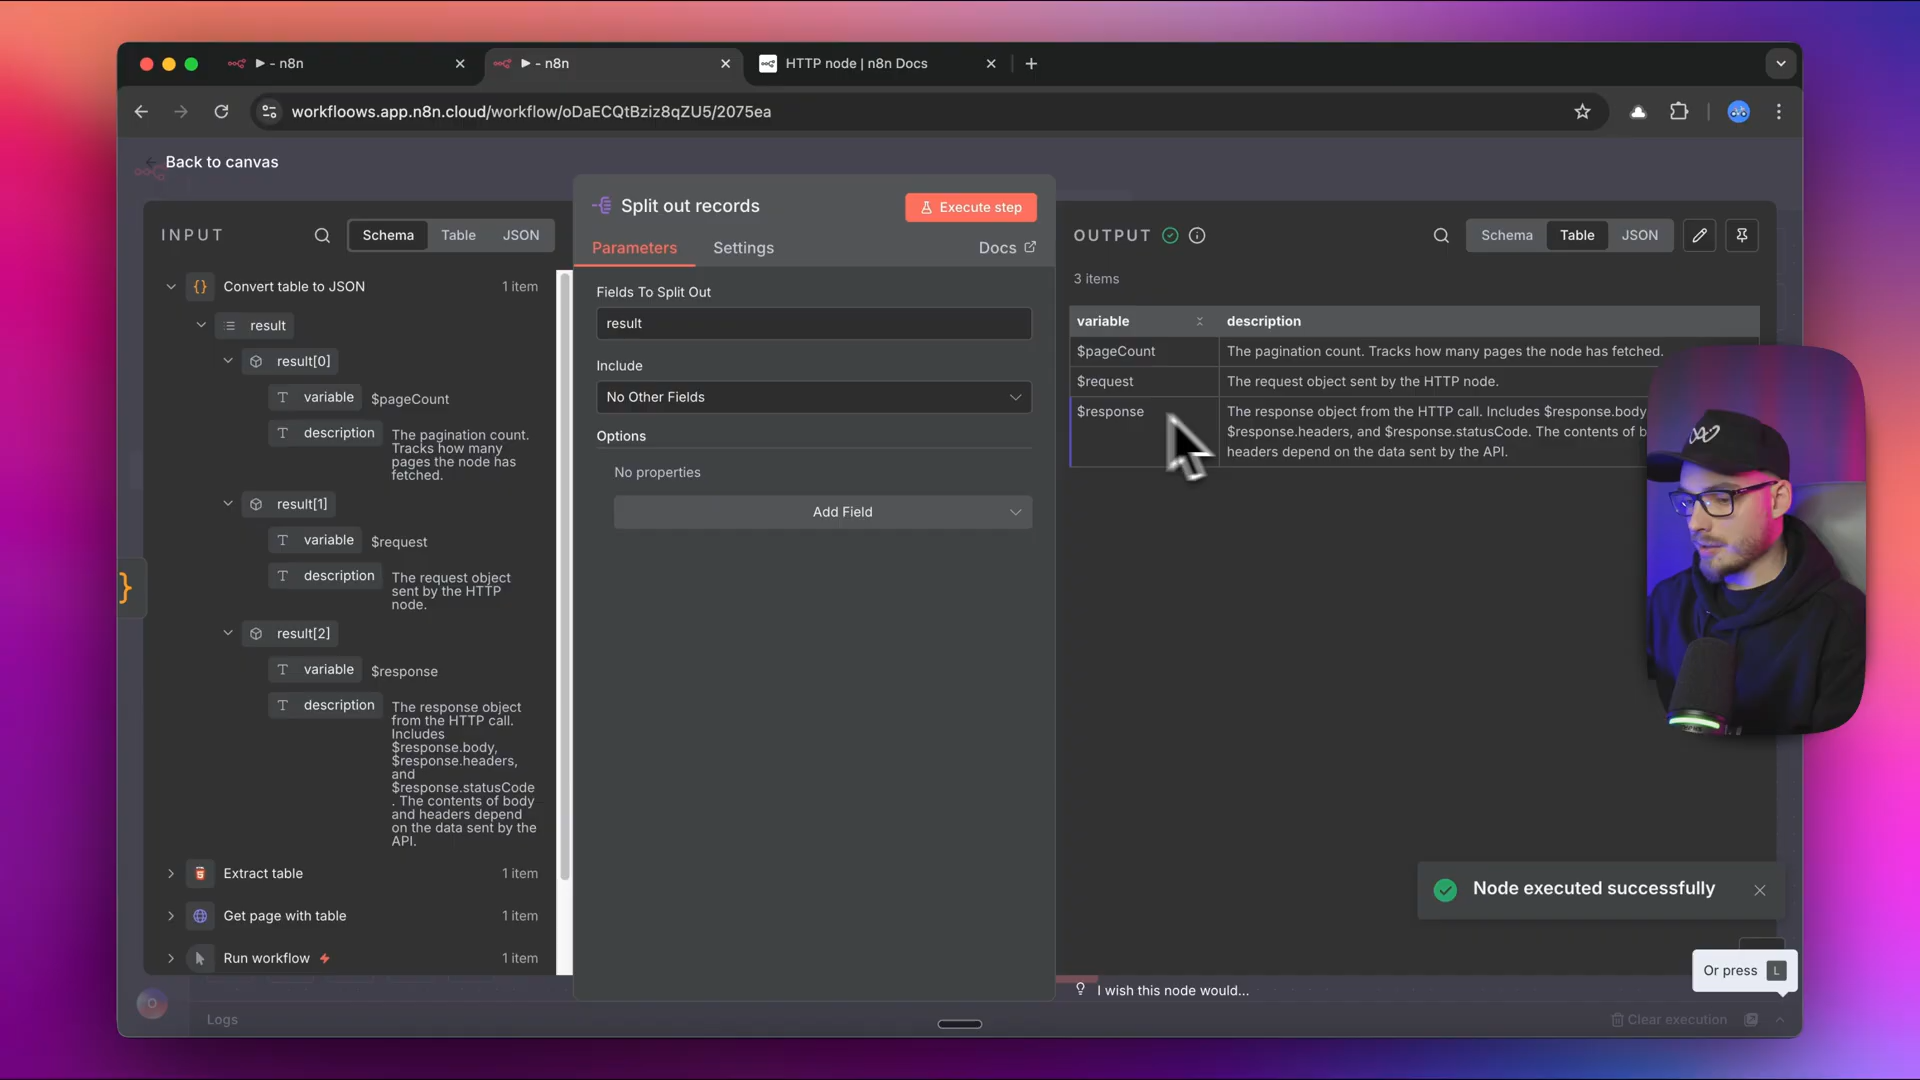 - n8n
- n8n
HTTP node | n8n Docs
workfloows.app.n8n.cloud/workflow/oDaECQtBziz8qZU5/2075ea
Back to canvas
INPUT
Schema
Table
JSON
Convert table to JSON
1 item
result
result[0]
T variable
$pageCount
T description
The pagination count.
Tracks how many
pages the node has
fetched.
result[1]
T variable
$request
T description
The request object
sent by the HTTP
node.
result[2]
T variable
$response
T description
The response object
from the HTTP call.
Includes
$response.body,
$response.headers,
and
$response.statusCode
. The contents of body
and headers depend
on the data sent by the
API.
Extract table
1 item
Get page with table
1 item
Run workflow
1 item
Split out records
Execute step
Parameters
Settings
Docs
Fields To Split Out
result
Include
No Other Fields
Options
No properties
Add Field
OUTPUT
Schema
Table
JSON
3 items
variable
description
$pageCount
The pagination count. Tracks how many pages the node has fetched.
$request
The request object sent by the HTTP node.
$response
The response object from the HTTP call. Includes $response.body
$response.headers, and $response.statusCode. The contents of b
headers depend on the data sent by the API.
Node executed successfully
Or press L
I wish this node would...
Logs
Clear execution